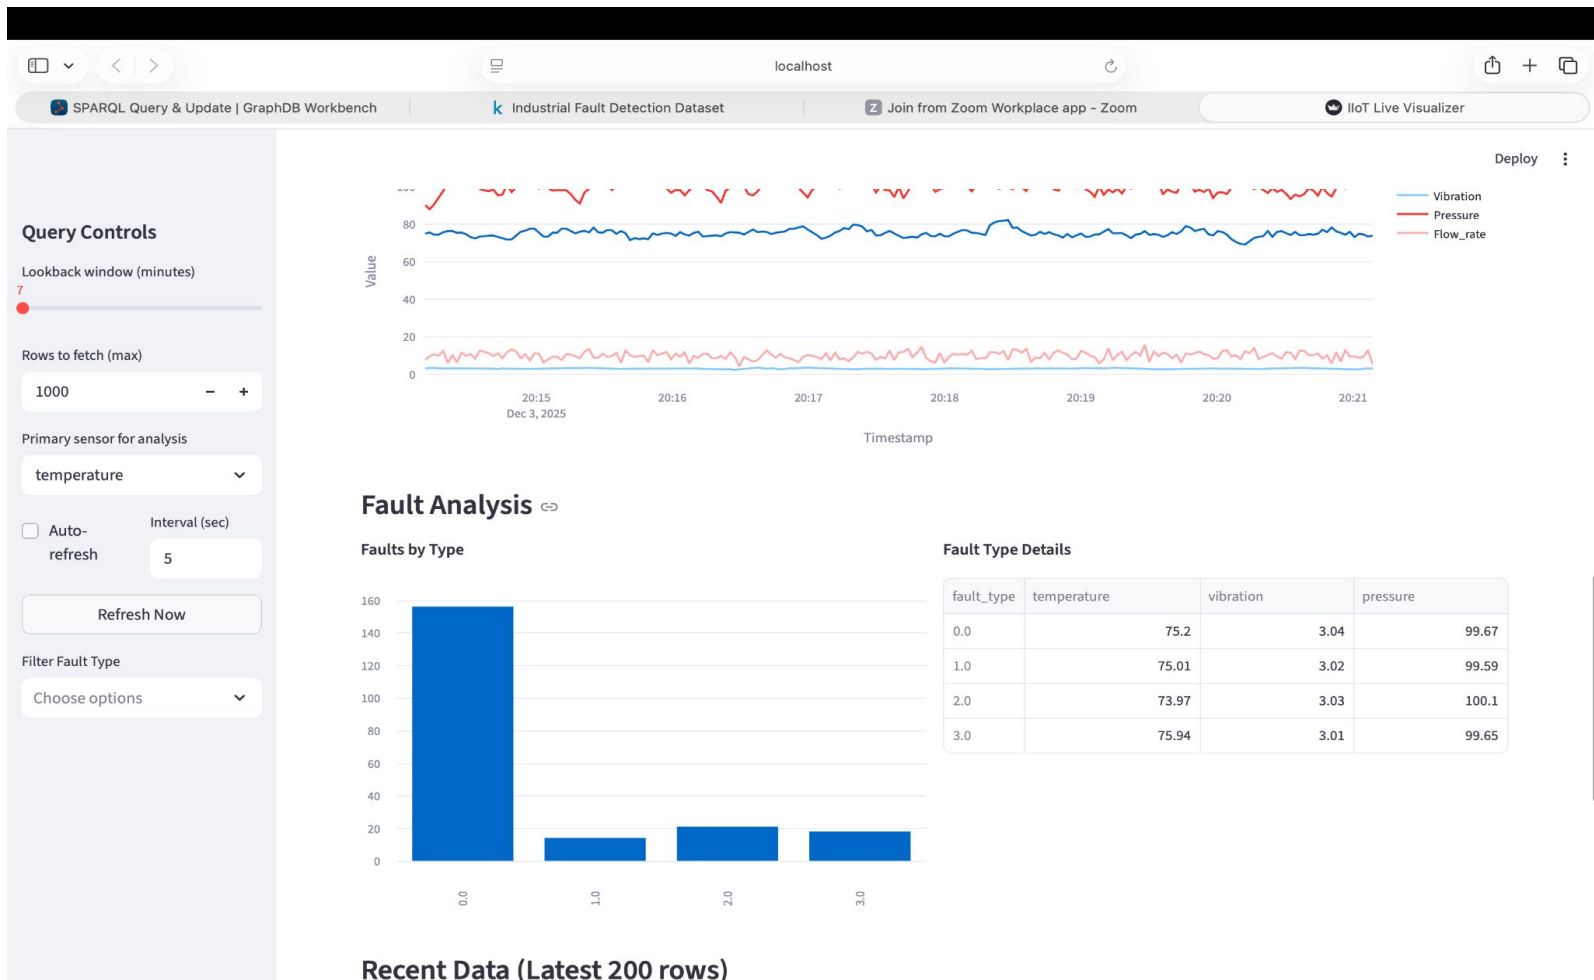 localhost
SPARQL Query & Update | GraphDB Workbench
k Industrial Fault Detection Dataset
Z Join from Zoom Workplace app - Zoom
IIoT Live Visualizer
Deploy
Query Controls
Lookback window (minutes)
7
Rows to fetch (max)
1000 - +
Primary sensor for analysis
temperature
Auto-refresh
Interval (sec)
5
Refresh Now
Filter Fault Type
Choose options
Vibration
Pressure
Flow_rate
Value
80
60
40
20
0
20:15 20:16 20:17 20:18 20:19 20:20 20:21
Dec 3, 2025
Timestamp
Fault Analysis
Faults by Type
160
140
120
100
80
60
40
20
0
0.0 1.0 2.0 3.0
Fault Type Details
fault_type temperature vibration pressure
0.0 75.2 3.04 99.67
1.0 75.01 3.02 99.59
2.0 73.97 3.03 100.1
3.0 75.94 3.01 99.65
Recent Data (Latest 200 rows)